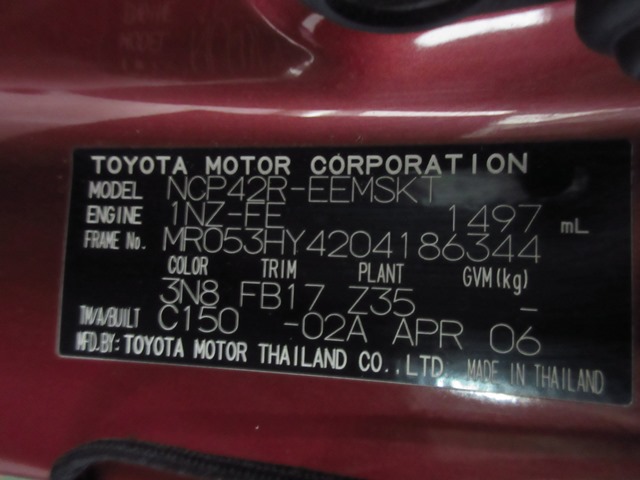 TOYOTA MOTOR CORPORATION
MODEL NCP42R-EEMSKT
ENGINE 1NZ-FE 1497 mL
FRAME No. MR053HY4204186344
COLOR TRIM PLANT GVM(kg)
3N8 FB17 Z35 -
TM/A/BUILT C150 -02A APR 06
MFD.BY: TOYOTA MOTOR THAILAND CO.,LTD. MADE IN THAILAND